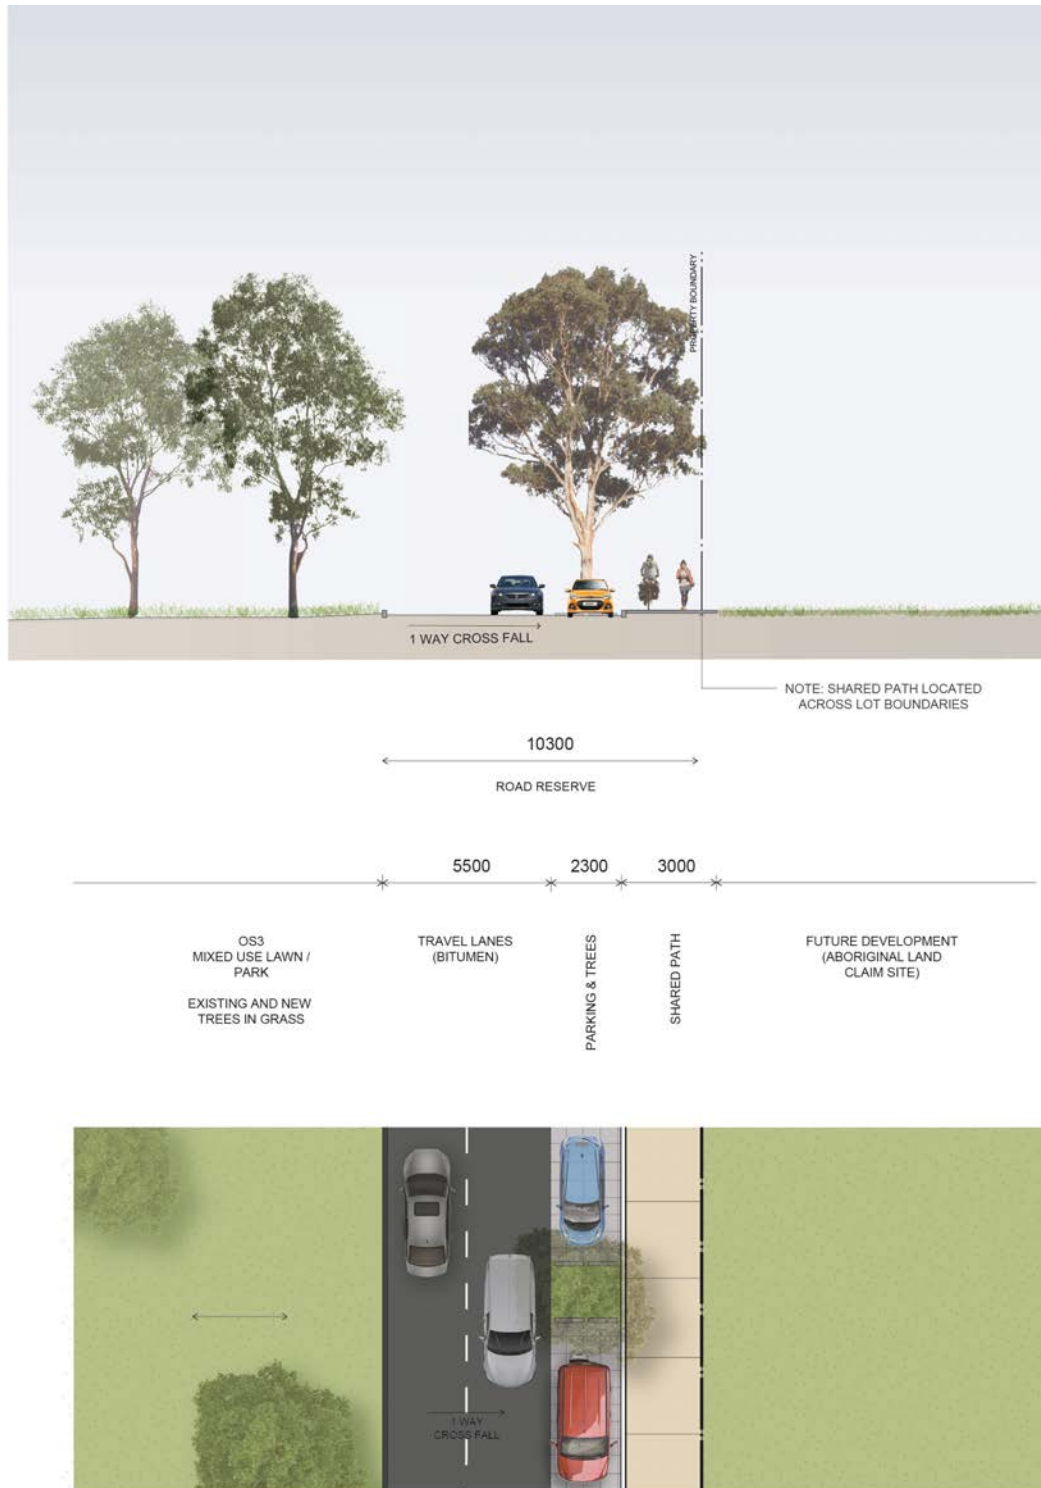 PROPERTY BOUNDARY
1 WAY CROSS FALL
NOTE: SHARED PATH LOCATED
ACROSS LOT BOUNDARIES
10300
ROAD RESERVE
5500
2300
3000
OS3
MIXED USE LAWN /
PARK
EXISTING AND NEW
TREES IN GRASS
TRAVEL LANES
(BITUMEN)
PARKING & TREES
SHARED PATH
FUTURE DEVELOPMENT
(ABORIGINAL LAND
CLAIM SITE)
1 WAY
CROSS FALL